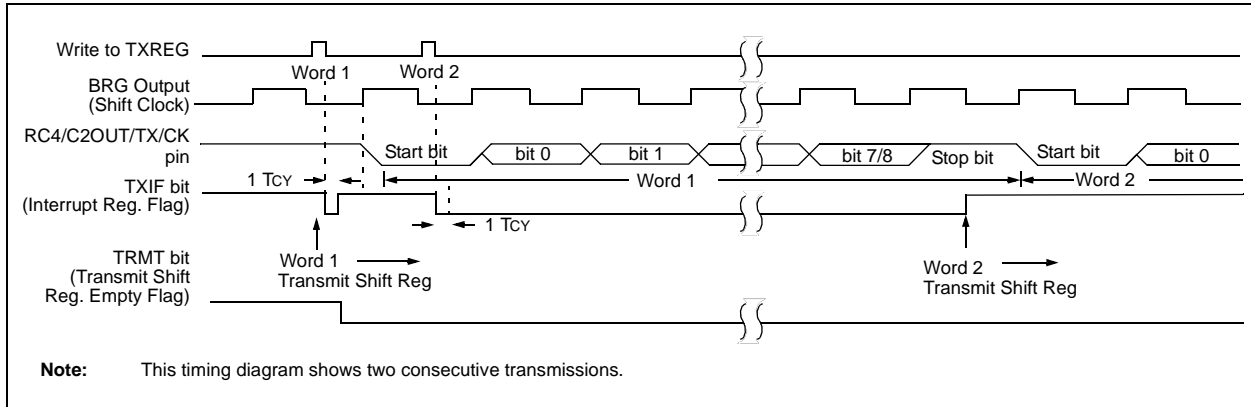 Write to TXREG
Word 1
Word 2
BRG Output
(Shift Clock)
RC4/C2OUT/TX/CK
pin
Start bit
bit 0
bit 1
bit 7/8
Stop bit
Start bit
bit 0
Word 1
Word 2
1 TCY
TXIF bit
(Interrupt Reg. Flag)
1 TCY
Word 1
Transmit Shift Reg
Word 2
Transmit Shift Reg
TRMT bit
(Transmit Shift
Reg. Empty Flag)
Note: This timing diagram shows two consecutive transmissions.